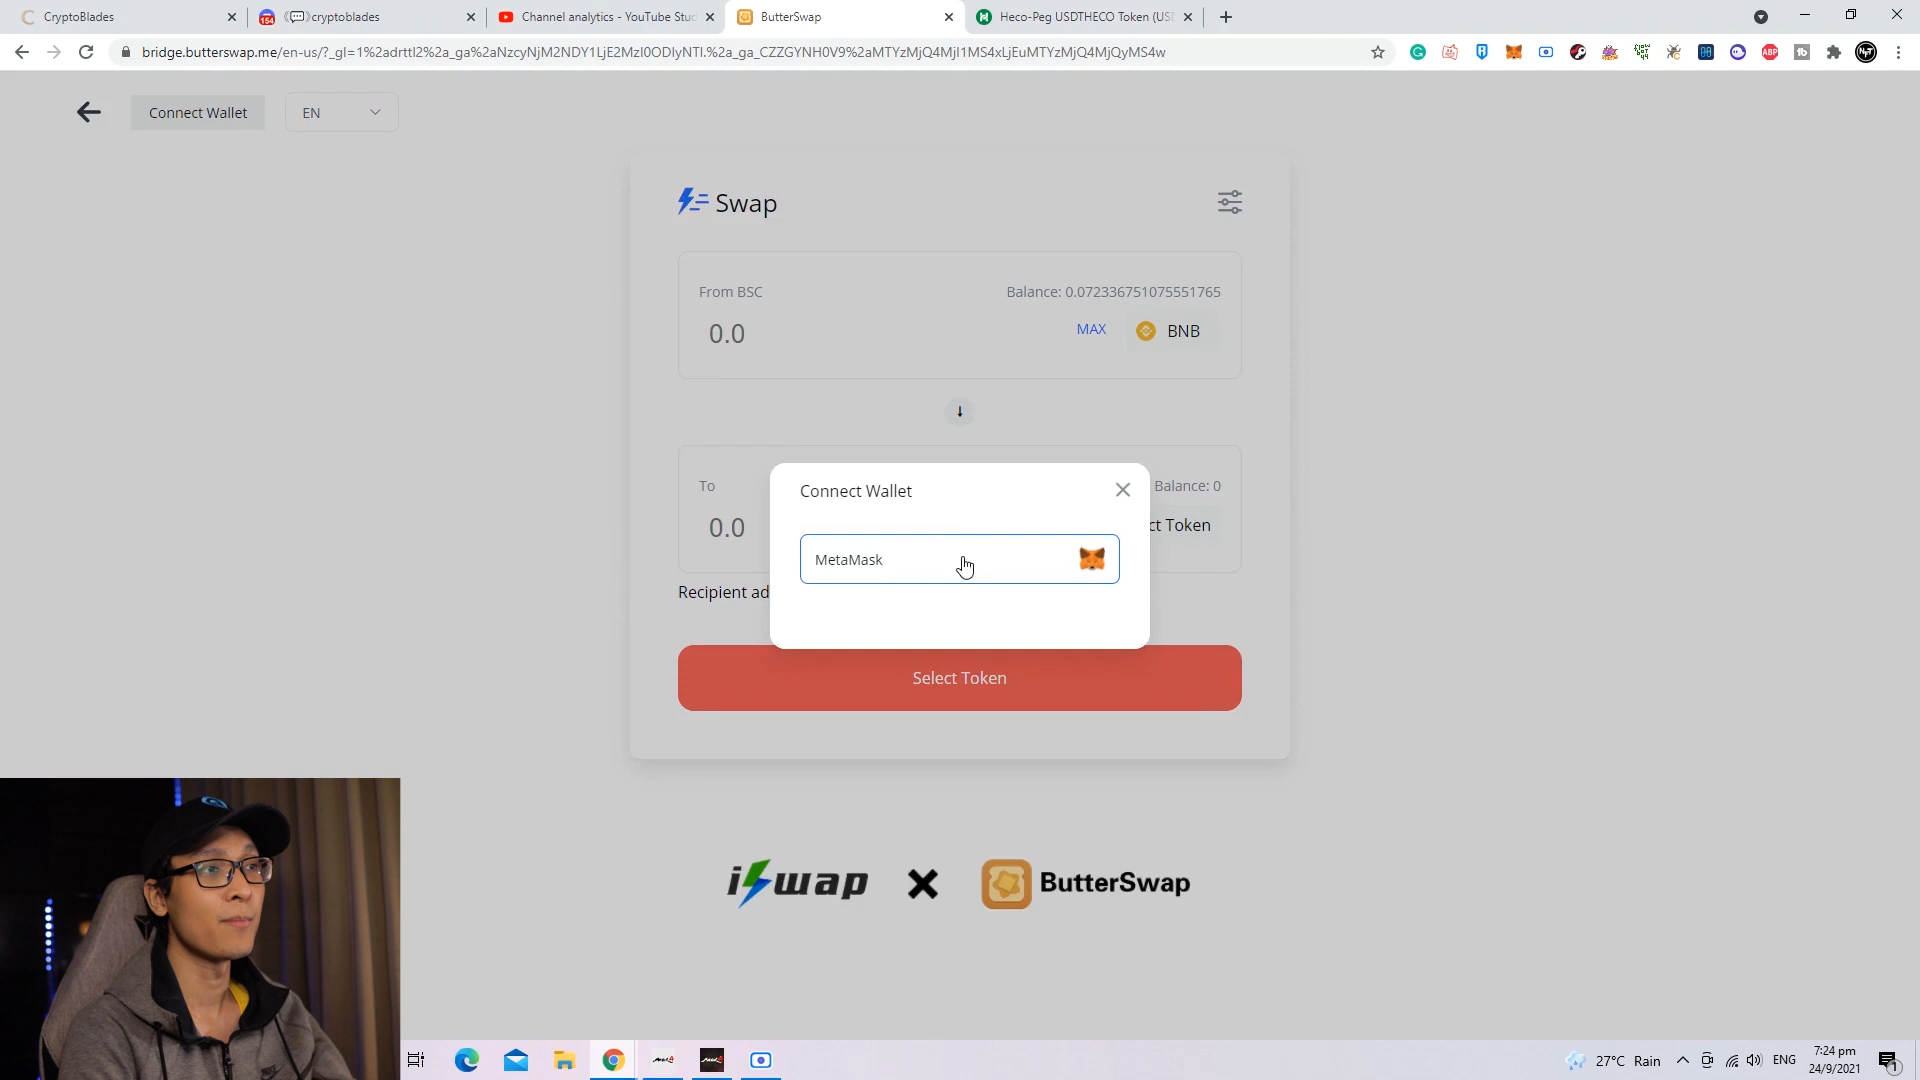 CryptoBlades
154
《💬》cryptoblades
Channel analytics - YouTube Stud
ButterSwap
Heco-Peg USDTHECO Token (USD
bridge.butterswap.me/en-us/?_gl=1%2adrttl2%2a_ga%2aNzcyNjM2NDY1LjE2MzI0ODIyNTI.%2a_ga_CZZGYNH0V9%2aMTYzMjQ4MjI1MS4xLjEuMTYzMjQ4MjQyMS4w
Connect Wallet
EN
Swap
From BSC
Balance: 0.072336751075551765
0.0
MAX
BNB
To
Balance: 0
0.0
ct Token
Connect Wallet
MetaMask
Recipient ad
Select Token
iSwap
ButterSwap
27°C Rain
ENG
7:24 pm
24/9/2021
1